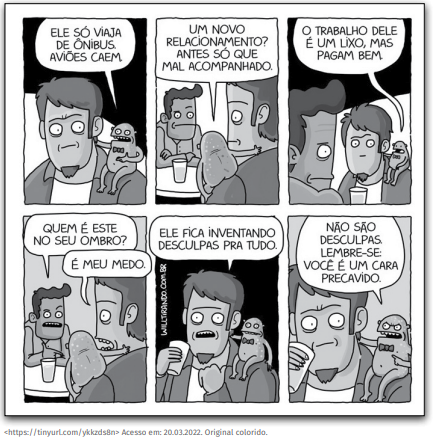 ELE SÓ VIAJA
DE ÔNIBUS.
AVIÕES CAEM.
UM NOVO
RELACIONAMENTO?
ANTES SÓ QUE
MAL ACOMPANHADO.
O TRABALHO DELE
É UM LIXO, MAS
PAGAM BEM.
QUEM É ESTE
NO SEU OMBRO?
É MEU MEDO.
ELE FICA INVENTANDO
DESCULPAS PRA TUDO.
WILLTIRANDO.COM.BR
NÃO SÃO
DESCULPAS.
LEMBRE-SE:
VOCÊ É UM CARA
PRECAVIDO.
<https://tinyurl.com/ykkzds8n> Acesso em: 20.03.2022. Original colorido.